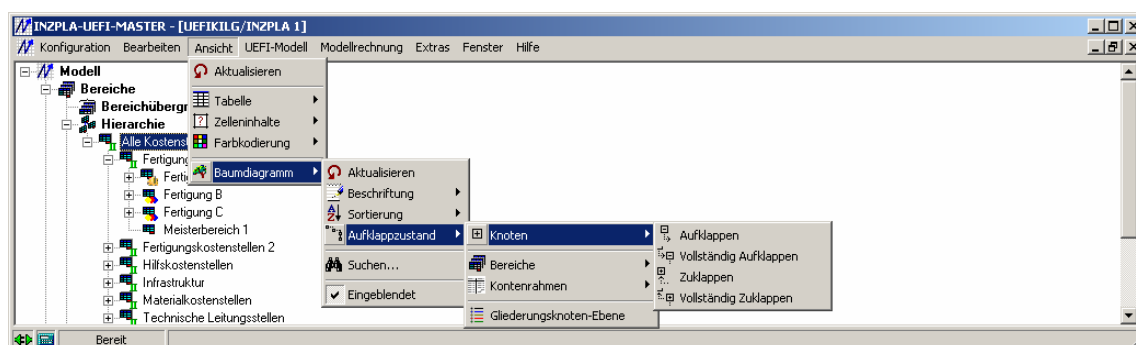 INZPLA-UEFI-MASTER - [UEFIKILG/INZPLA 1]
Konfiguration Bearbeiten Ansicht UEFI-Modell Modellrechnung Extras Fenster Hilfe
Modell
Bereiche
Bereichübergr
Hierarchie
Alle Kostens
Fertigung
Ferti
Fertigung B
Fertigung C
Meisterbereich 1
Fertigungskostenstellen 2
Hilfskostenstellen
Infrastruktur
Materialkostenstellen
Technische Leitungsstellen
Aktualisieren
Tabelle
Zelleninhalte
Farbkodierung
Baumdiagramm
Aktualisieren
Beschriftung
Sortierung
Aufklappzustand
Suchen...
Eingeblendet
Knoten
Bereiche
Kontenrahmen
Gliederungsknoten-Ebene
Aufklappen
Vollständig Aufklappen
Zuklappen
Vollständig Zuklappen
Bereit